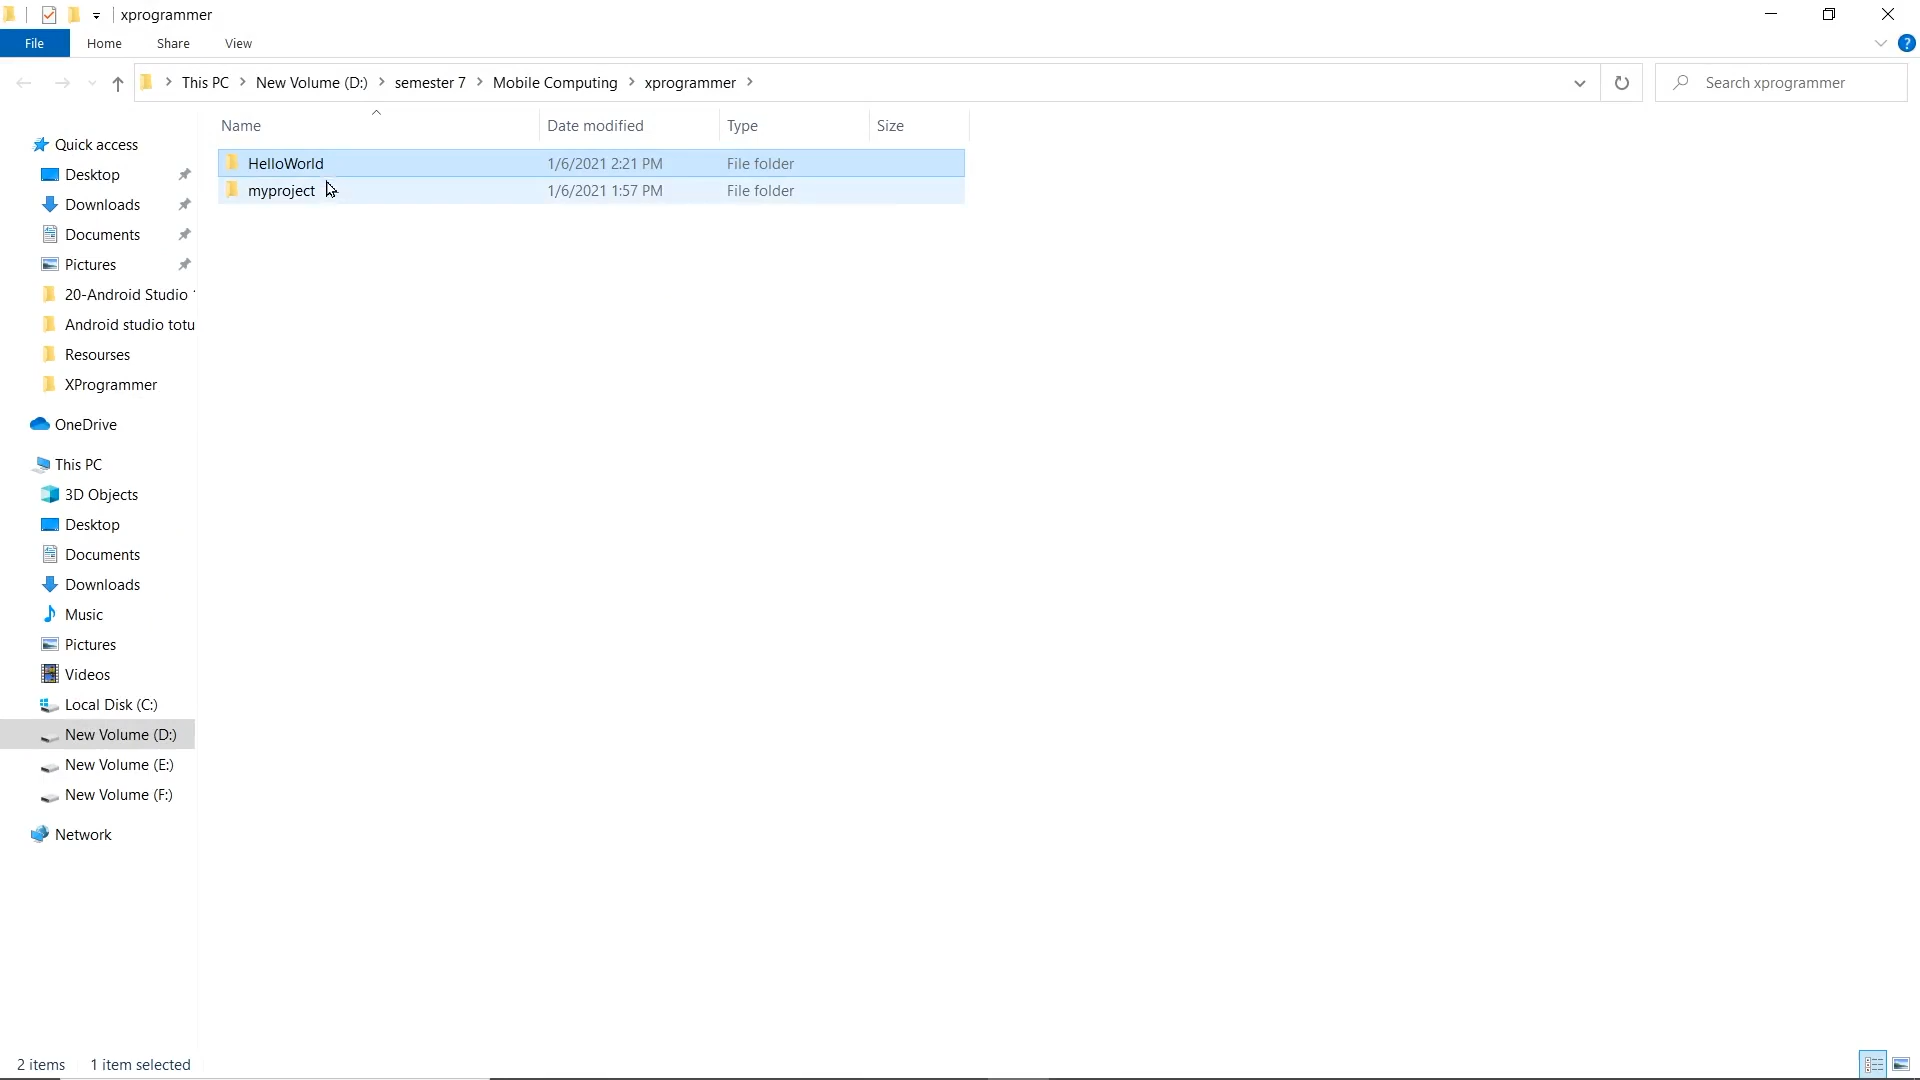 xprogrammer
File Home Share View
This PC New Volume (D:) semester 7 Mobile Computing xprogrammer Search xprogrammer
Name Date modified Type Size
HelloWorld 1/6/2021 2:21 PM File folder
myproject 1/6/2021 1:57 PM File folder
Quick access
Desktop
Downloads
Documents
Pictures
20-Android Studio
Android studio totu
Resourses
XProgrammer
OneDrive
This PC
3D Objects
Desktop
Documents
Downloads
Music
Pictures
Videos
Local Disk (C:)
New Volume (D:)
New Volume (E:)
New Volume (F:)
Network
2 items 1 item selected